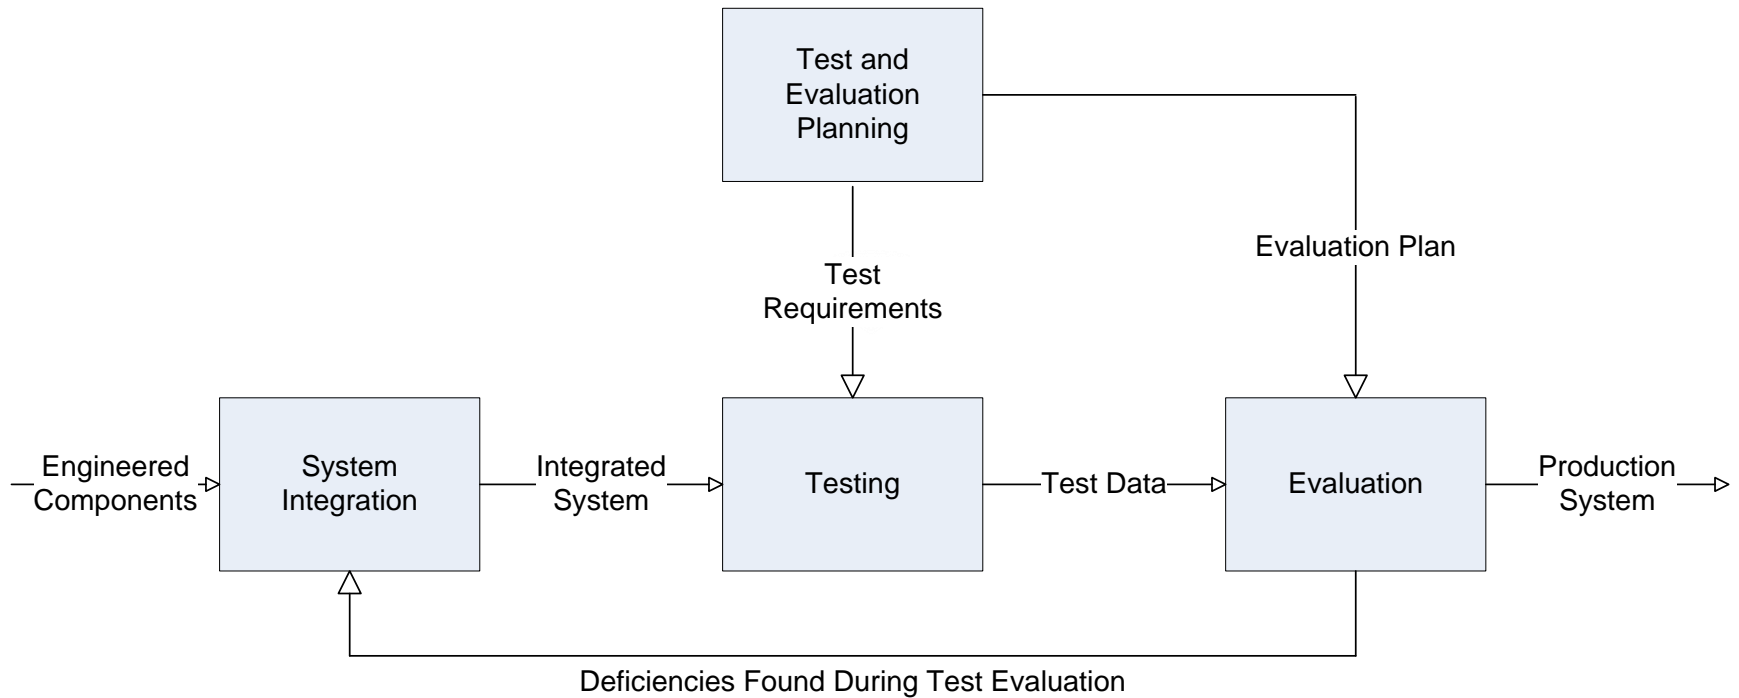 Test and
Evaluation
Planning
Evaluation Plan
Test
Requirements
Engineered
Components
System
Integration
Integrated
System
Testing
Test Data
Evaluation
Production
System
Deficiencies Found During Test Evaluation